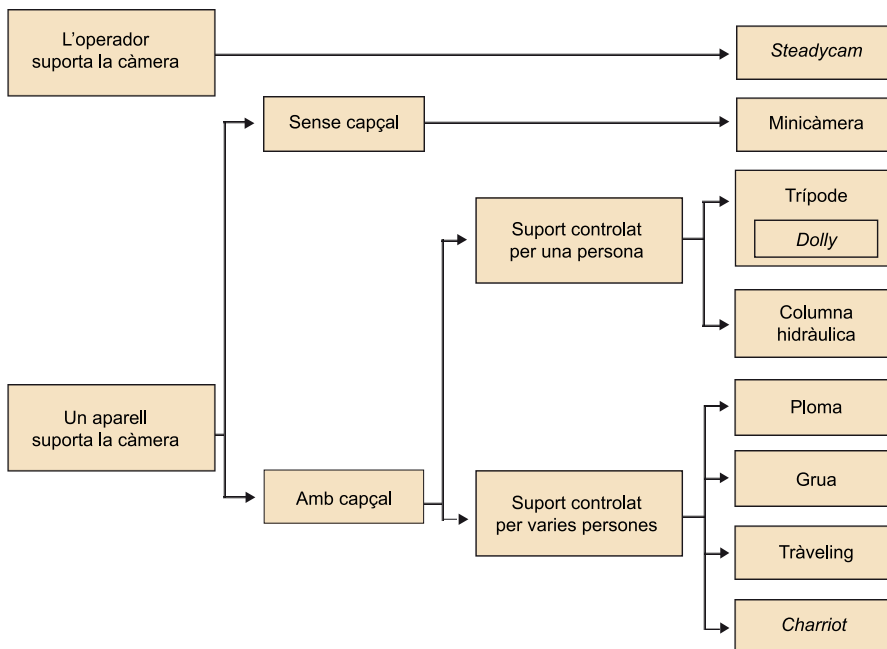 L’operador
suporta la càmera
Steadycam
Sense capçal
Minicàmera
Suport controlat
per una persona
Trípode
Dolly
Columna
hidràulica
Un aparell
suporta la càmera
Amb capçal
Suport controlat
per varies persones
Ploma
Grua
Tràveling
Charriot